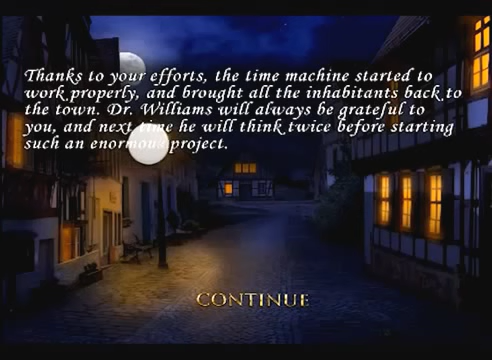 Thanks to your efforts, the time machine started to
work properly, and brought all the inhabitants back to
the town. Dr. Williams will always be grateful to
you, and next time he will think twice before starting
such an enormous project.
CONTINUE